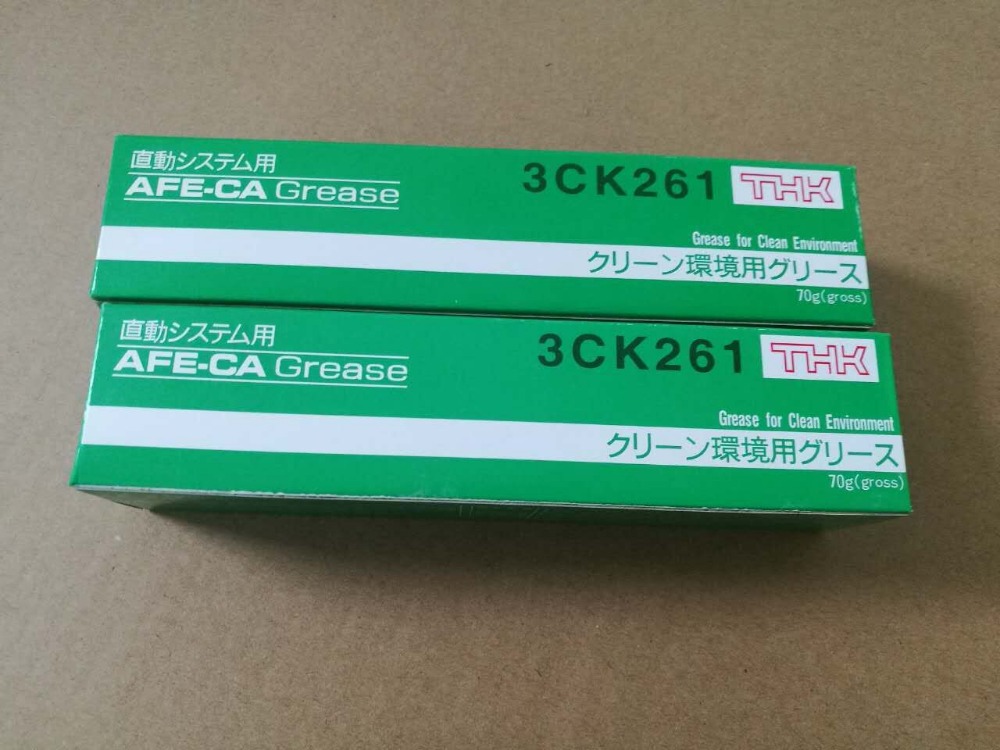 直動システム用
AFE-CA Grease
3CK261 THK
Grease for Clean Environment
クリーン環境用グリース
70g(gross)
直動システム用
AFE-CA Grease
3CK261 THK
Grease for Clean Environment
クリーン環境用グリース
70g(gross)